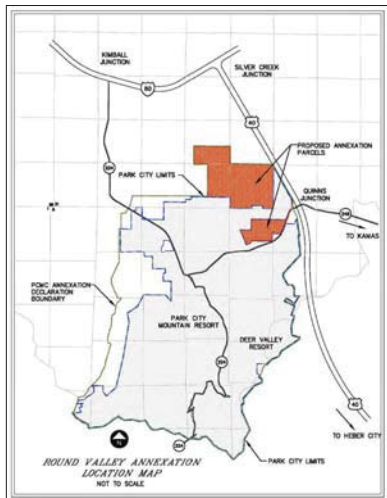 KIMBALL
JUNCTION
SILVER CREEK
JUNCTION
80
40
PROPOSED ANNEXATION
PARCELS
224
PARK CITY LIMITS
QUINNS
JUNCTION
248
TO KAMAS
PCMC ANNEXATION
DECLARATION
BOUNDARY
PARK CITY
MOUNTAIN RESORT
DEER VALLEY
RESORT
224
40
TO HEBER CITY
224
PARK CITY LIMITS
ROUND VALLEY ANNEXATION
LOCATION MAP
NOT TO SCALE